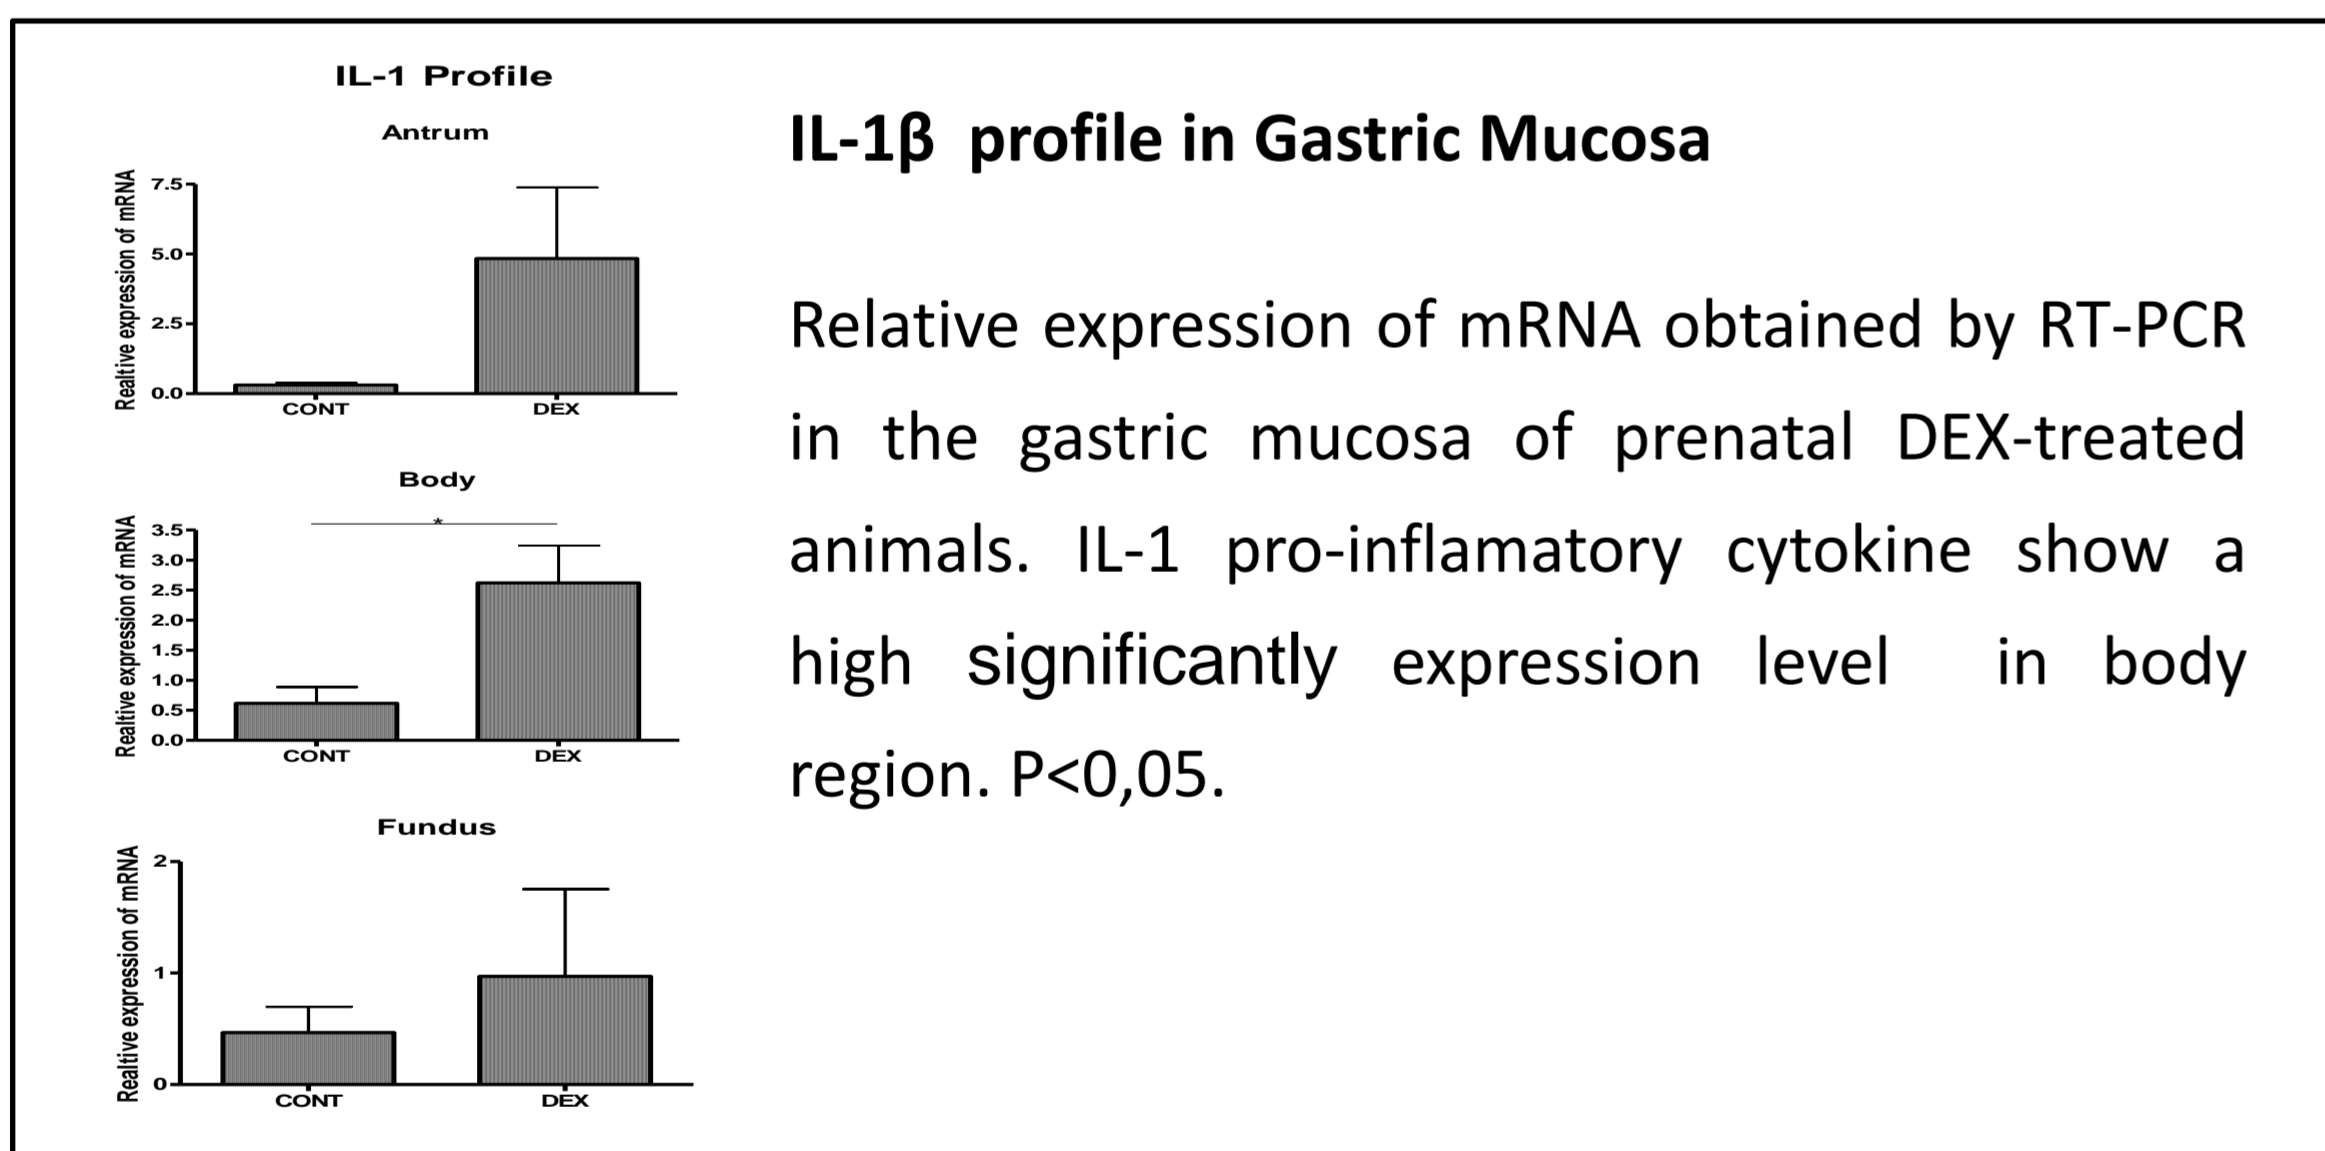 IL-1 Profile
Antrum
Realtive expression of mRNA
7.5
5.0
2.5
0.0
CONT DEX
Body
*
Realtive expression of mRNA
3.5
3.0
2.5
2.0
1.5
1.0
0.5
0.0
CONT DEX
Fundus
Realtive expression of mRNA
2
1
0
CONT DEX
IL-1β profile in Gastric Mucosa
Relative expression of mRNA obtained by RT-PCR
in the gastric mucosa of prenatal DEX-treated
animals. IL-1 pro-inflamatory cytokine show a
high significantly expression level in body
region. P<0,05.